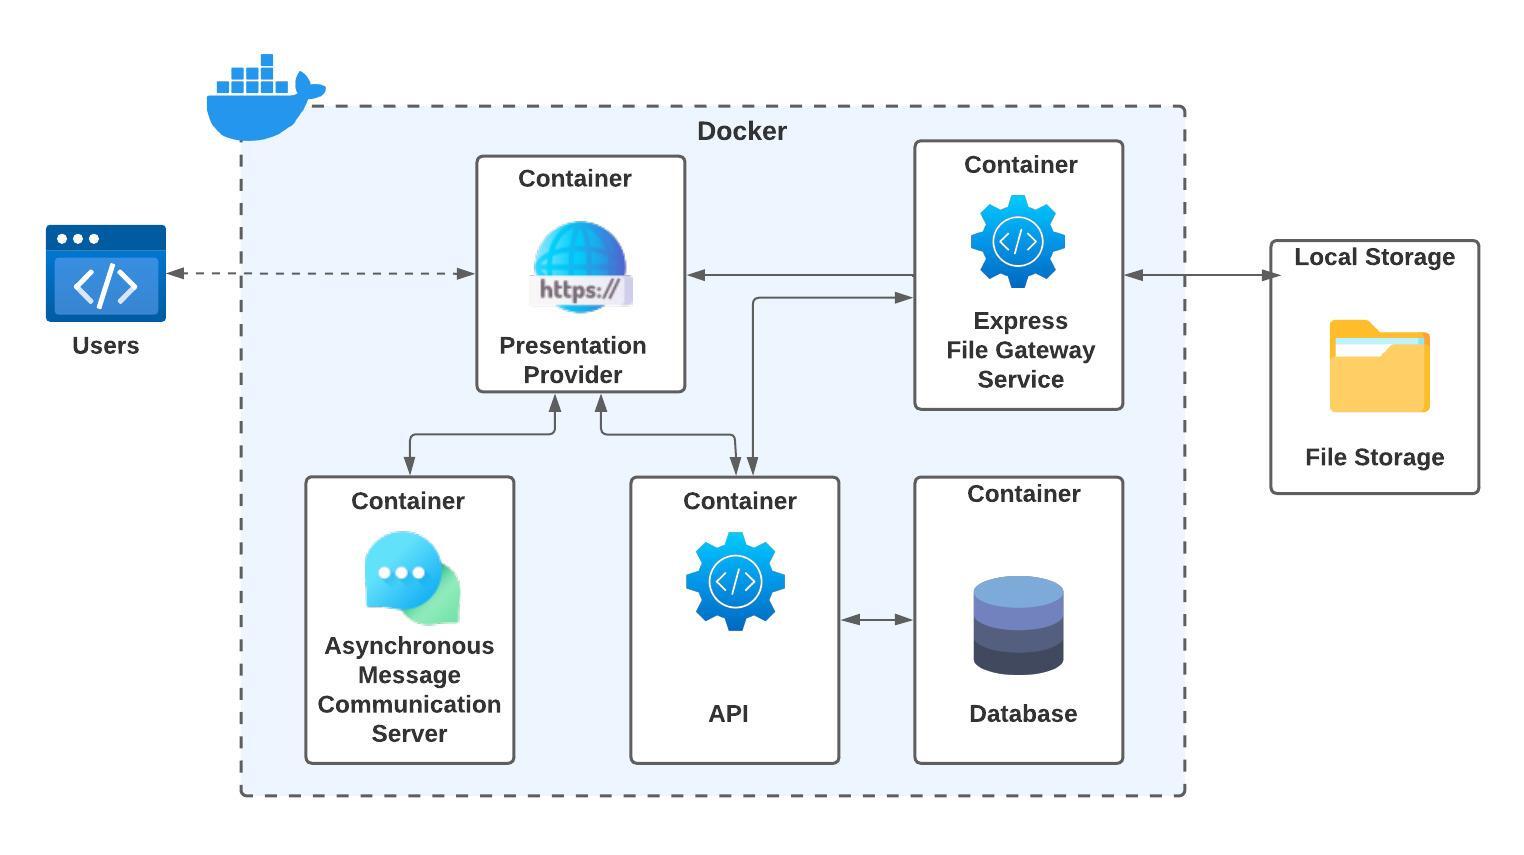 Docker
Container
https://
Presentation
Provider
Container
Express
File Gateway
Service
Users
Local Storage
File Storage
Container
Asynchronous
Message
Communication
Server
Container
API
Container
Database